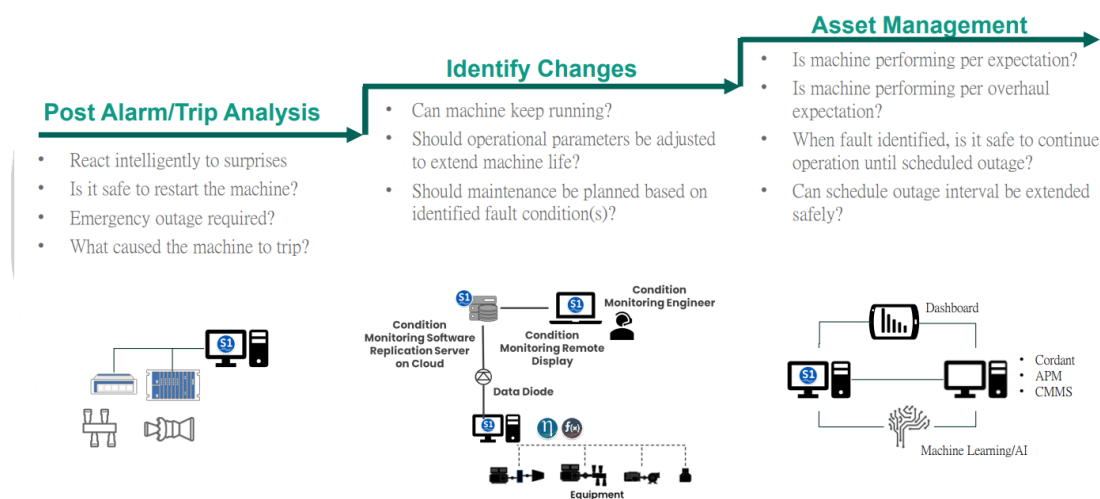 Post Alarm/Trip Analysis
• React intelligently to surprises
• Is it safe to restart the machine?
• Emergency outage required?
• What caused the machine to trip?
S1
Identify Changes
• Can machine keep running?
• Should operational parameters be adjusted
to extend machine life?
• Should maintenance be planned based on
identified fault condition(s)?
S1
Condition
Monitoring Software
Replication Server
on Cloud
S1
Condition
Monitoring Remote
Display
Condition
Monitoring Engineer
Data Diode
S1
η
f(x)
Equipment
Asset Management
• Is machine performing per expectation?
• Is machine performing per overhaul
expectation?
• When fault identified, is it safe to continue
operation until scheduled outage?
• Can schedule outage interval be extended
safely?
Dashboard
S1
• Cordant
• APM
• CMMS
Machine Learning/AI